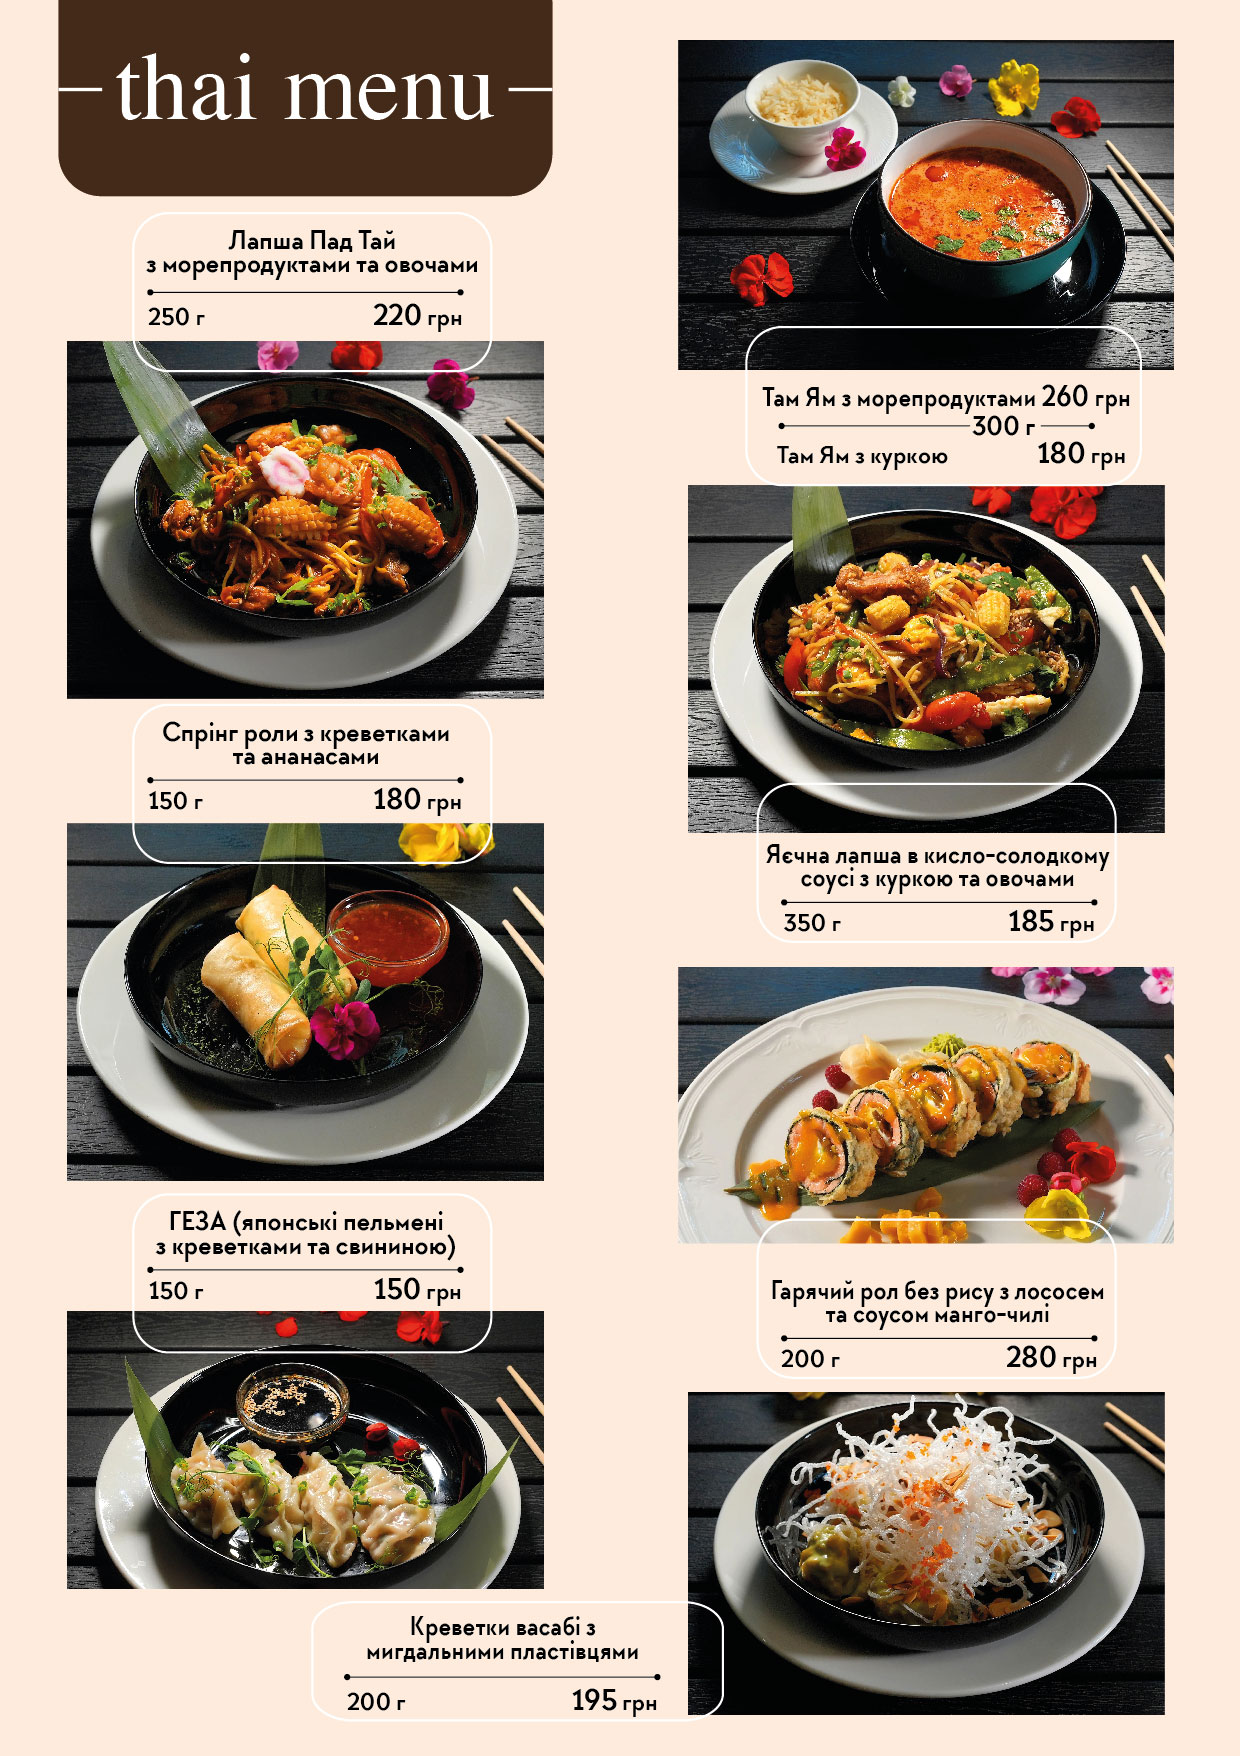 thai menu
Лапша Пад Тай
з морепродуктами та овочами
250 г 220 грн
Спрінг роли з креветками
та ананасами
150 г 180 грн
ГЕЗА (японські пельмені
з креветками та свининою)
150 г 150 грн
Креветки васабі з
мигдальними пластівцями
200 г 195 грн
Там Ям з морепродуктами 260 грн
300 г
Там Ям з куркою 180 грн
Яєчна лапша в кисло-солодкому
соусі з куркою та овочами
350 г 185 грн
Гарячий рол без рису з лососем
та соусом манго-чилі
200 г 280 грн